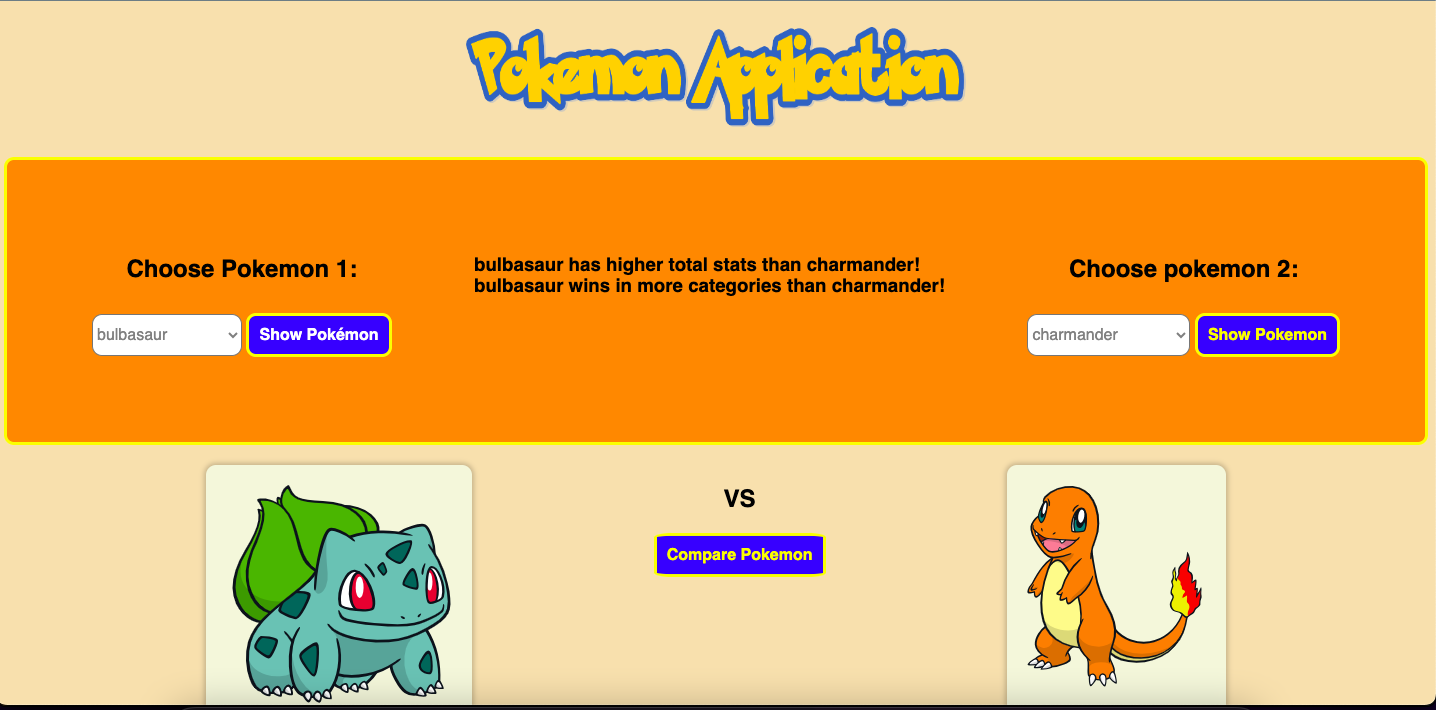 Pokemon Application
Choose Pokemon 1:
bulbasaur
Show Pokémon
bulbasaur has higher total stats than charmander!
bulbasaur wins in more categories than charmander!
Choose pokemon 2:
charmander
Show Pokemon
VS
Compare Pokemon